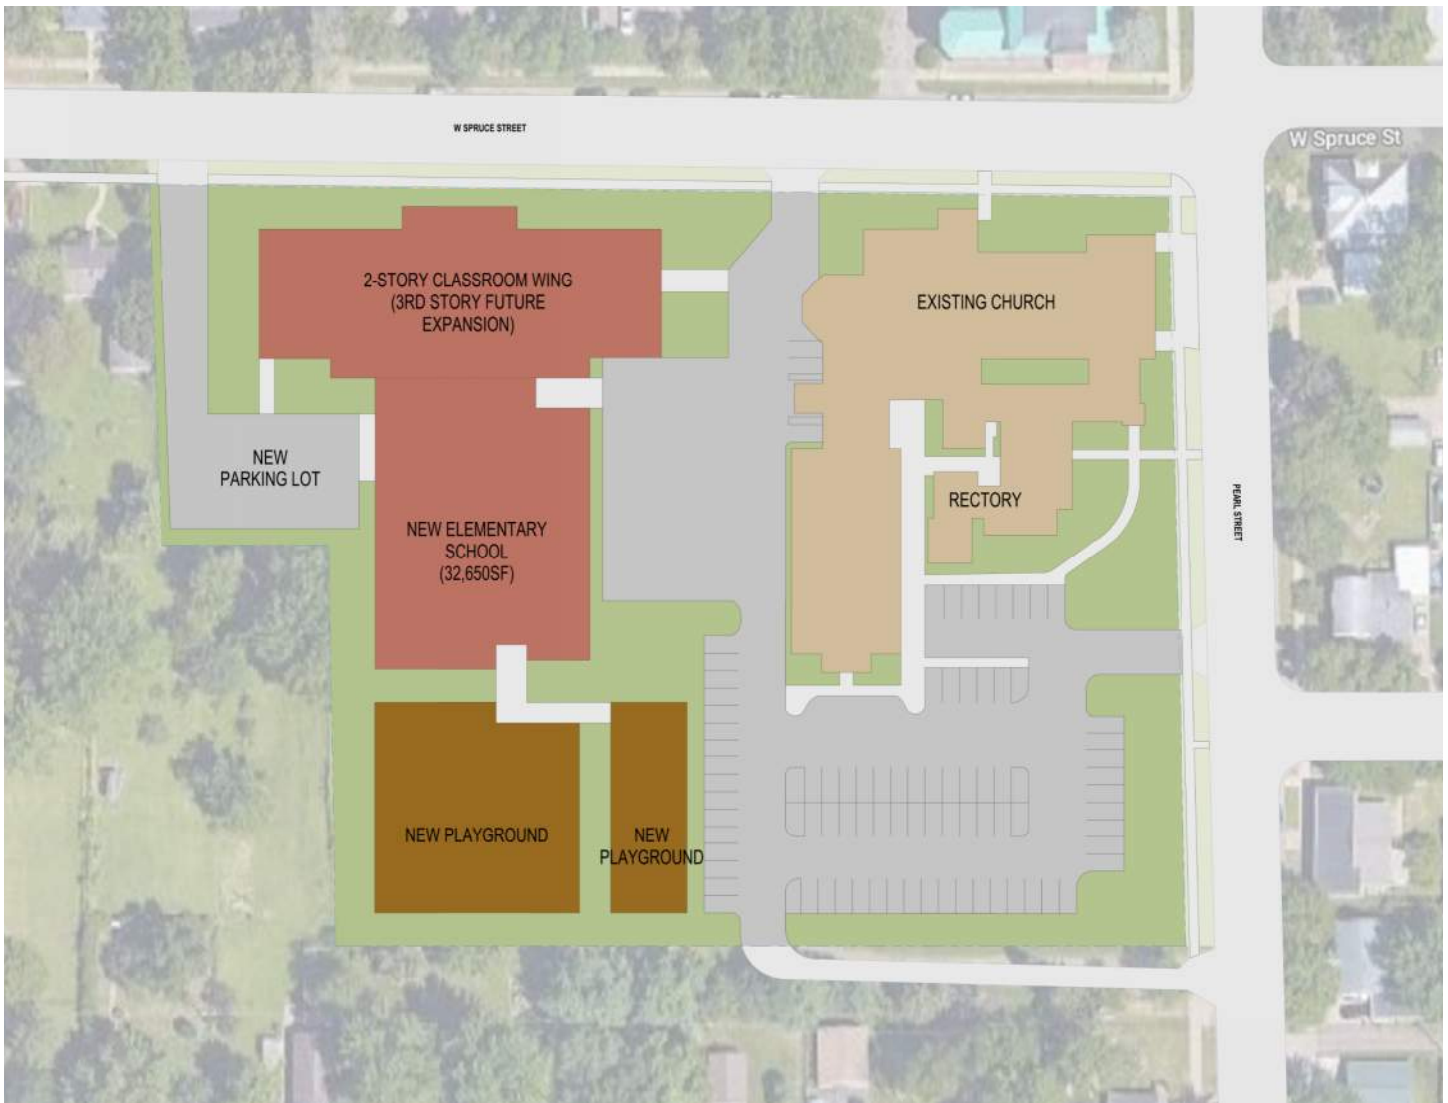 W SPRUCE STREET
W Spruce St
2-STORY CLASSROOM WING
(3RD STORY FUTURE
EXPANSION)
EXISTING CHURCH
NEW
PARKING LOT
RECTORY
PEARL STREET
NEW ELEMENTARY
SCHOOL
(32,650SF)
NEW PLAYGROUND
NEW
PLAYGROUND